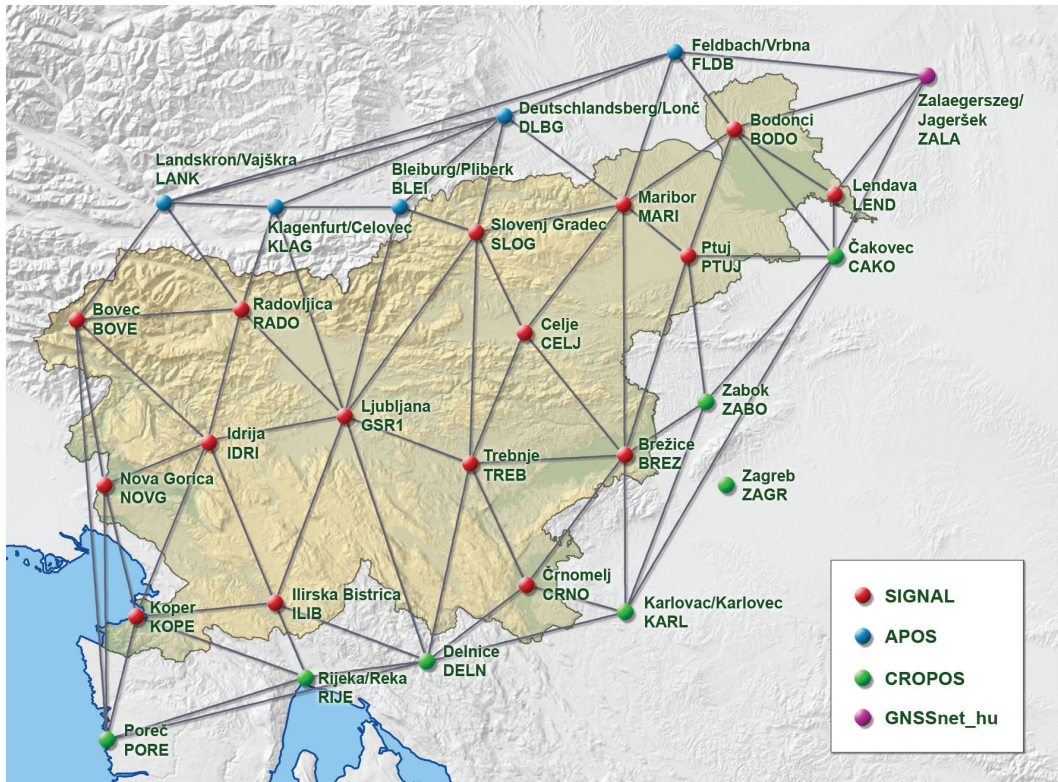 Feldbach/Vrbna
FLDB
Zalaegerszeg/
Jageršek
ZALA
Deutschlandsberg/Lonč
DLBG
Bodonci
BODO
Landskron/Vajškra
LANK
Bleiburg/Pliberk
BLEI
Lendava
LEND
Maribor
MARI
Klagenfurt/Celovec
KLAG
Slovenj Gradec
SLOG
Ptuj
PTUJ
Čakovec
CAKO
Bovec
BOVE
Radovljica
RADO
Celje
CELJ
Zabok
ZABO
Ljubljana
GSR1
Idrija
IDRI
Trebnje
TREB
Brežice
BREZ
Nova Gorica
NOVG
Zagreb
ZAGR
Črnomelj
CRNO
Ilirska Bistrica
ILIB
Koper
KOPE
Karlovac/Karlovec
KARL
Delnice
DELN
Rijeka/Reka
RIJE
Poreč
PORE
SIGNAL
APOS
CROPOS
GNSSnet_hu